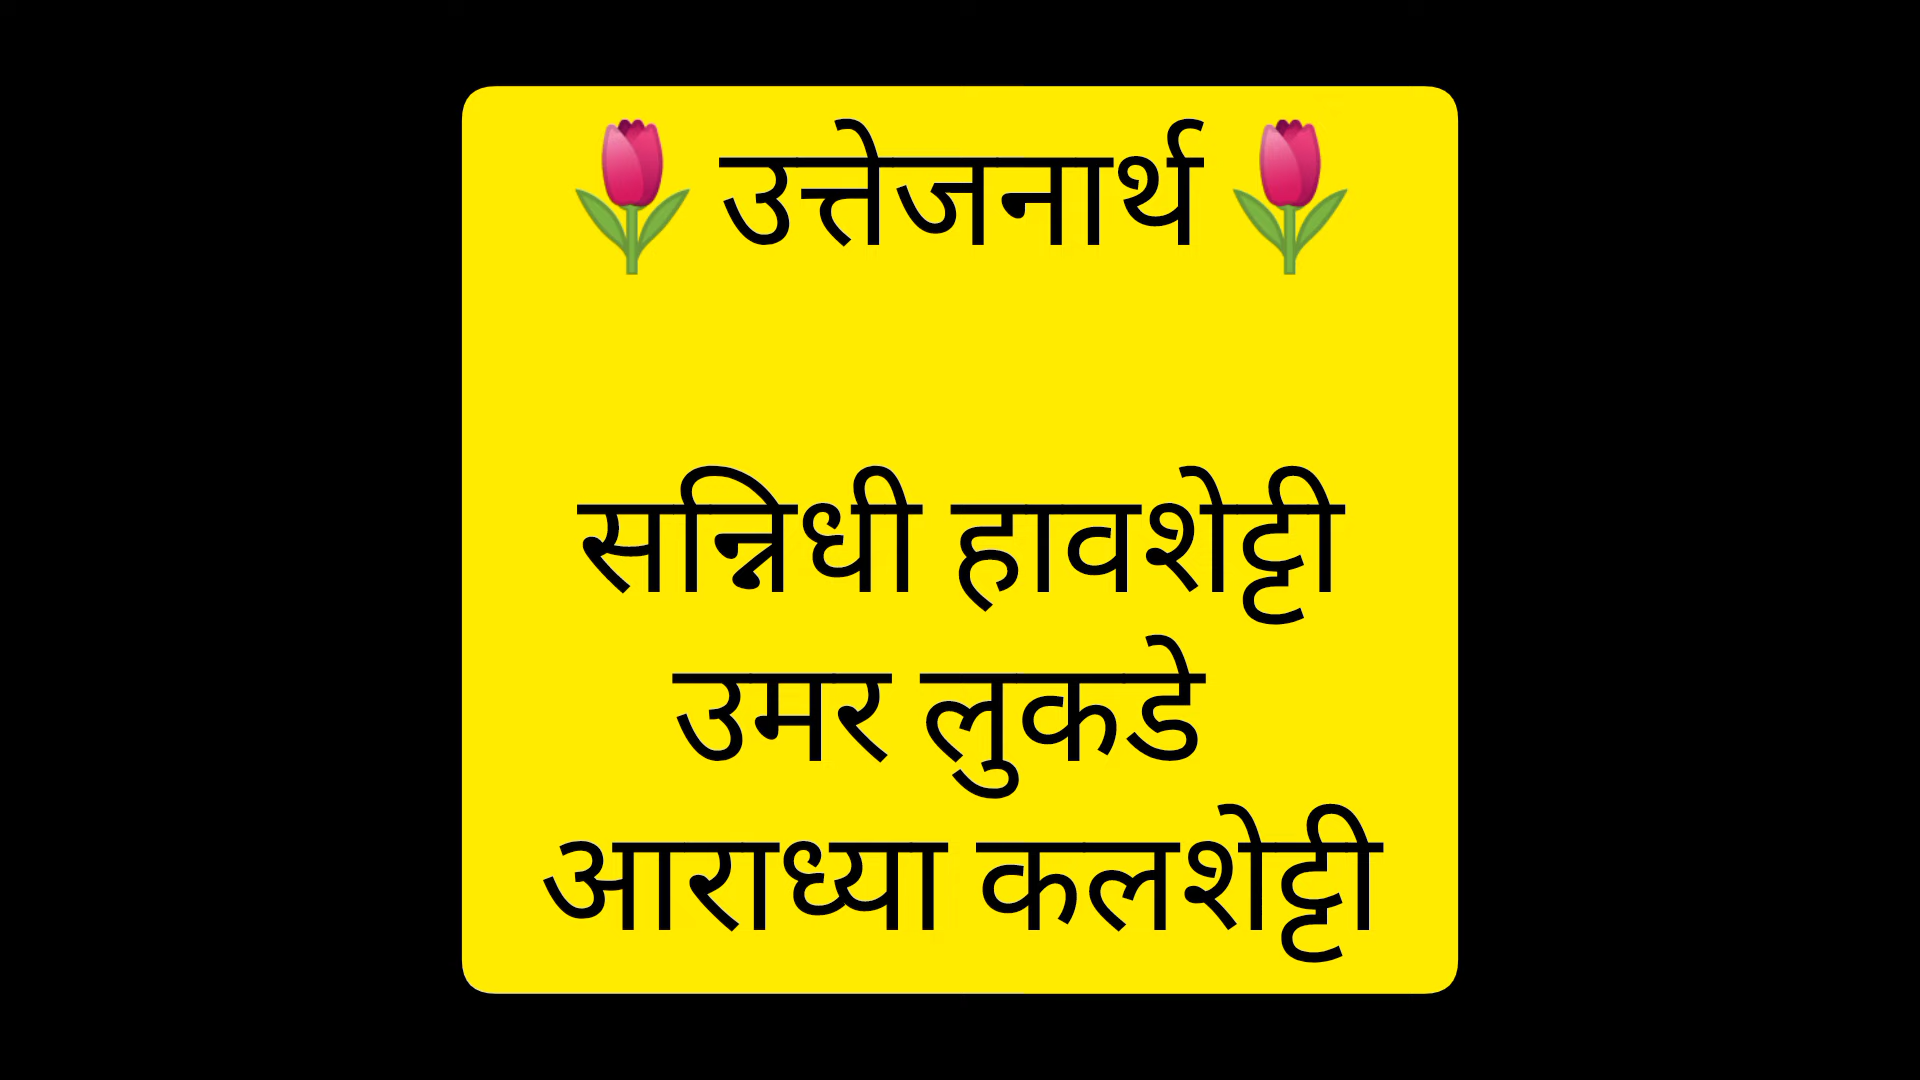 🌷 उत्तेजनार्थ 🌷
सन्निधी हावशेट्टी
उमर लुकडे
आराध्या कलशेट्टी